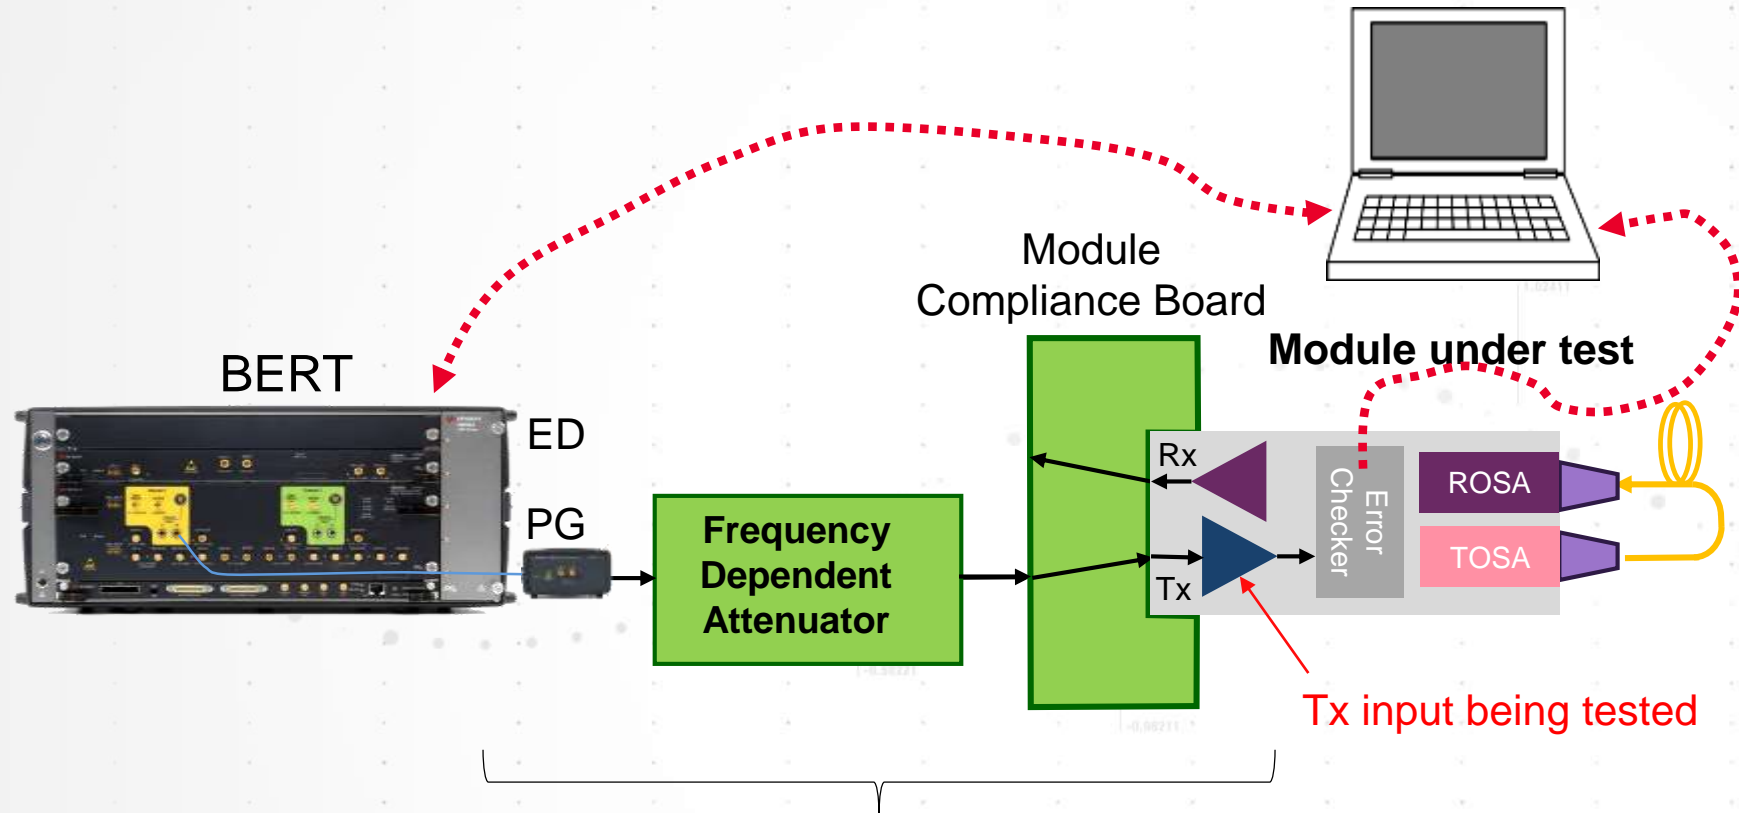 Module
Compliance Board
Module under test
BERT
ED
PG
Frequency
Dependent
Attenuator
Rx
Tx
Error
Checker
ROSA
TOSA
Tx input being tested